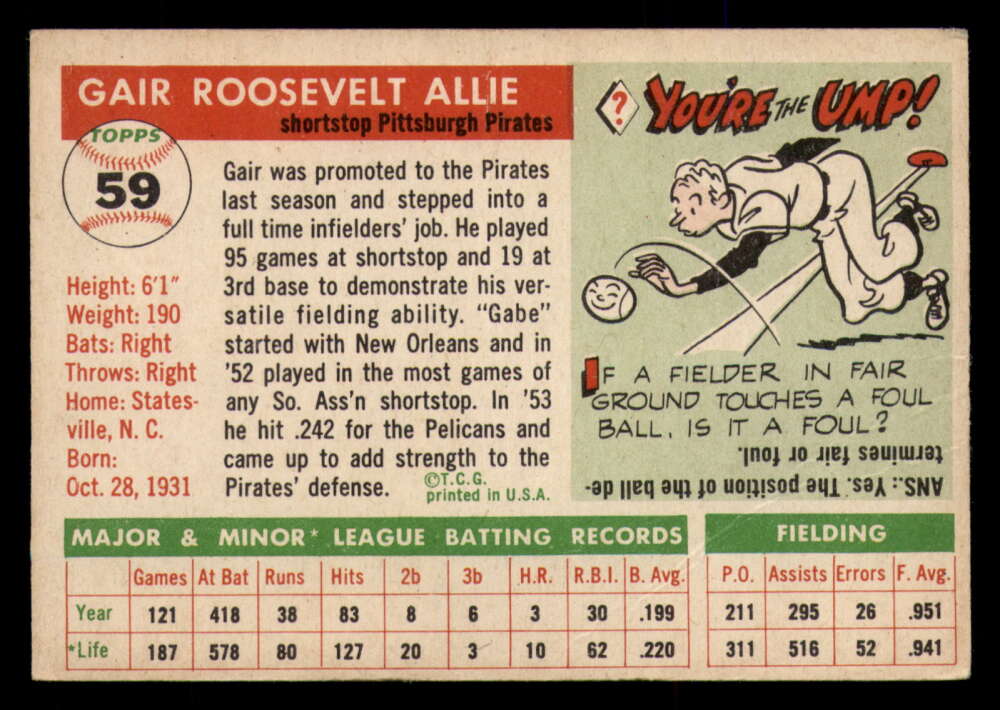 GAIR ROOSEVELT ALLIE
shortstop Pittsburgh Pirates
TOPPS
59
Height: 6'1"
Weight: 190
Bats: Right
Throws: Right
Home: States-
ville, N. C.
Born:
Oct. 28, 1931
Gair was promoted to the Pirates
last season and stepped into a
full time infielders' job. He played
95 games at shortstop and 19 at
3rd base to demonstrate his ver-
satile fielding ability. "Gabe"
started with New Orleans and in
'52 played in the most games of
any So. Ass'n shortstop. In '53
he hit .242 for the Pelicans and
came up to add strength to the
Pirates' defense.
©T.C.G.
printed in U.S.A.
? YOU'RE THE UMP!
IF A FIELDER IN FAIR
GROUND TOUCHES A FOUL
BALL, IS IT A FOUL?
ANS.: Yes. The position of the ball de-
termines fair or foul.
MAJOR & MINOR* LEAGUE BATTING RECORDS
Games At Bat Runs Hits 2b 3b H.R. R.B.I. B. Avg.
Year 121 418 38 83 8 6 3 30 .199
*Life 187 578 80 127 20 3 10 62 .220
FIELDING
P.O. Assists Errors F. Avg.
211 295 26 .951
311 516 52 .941